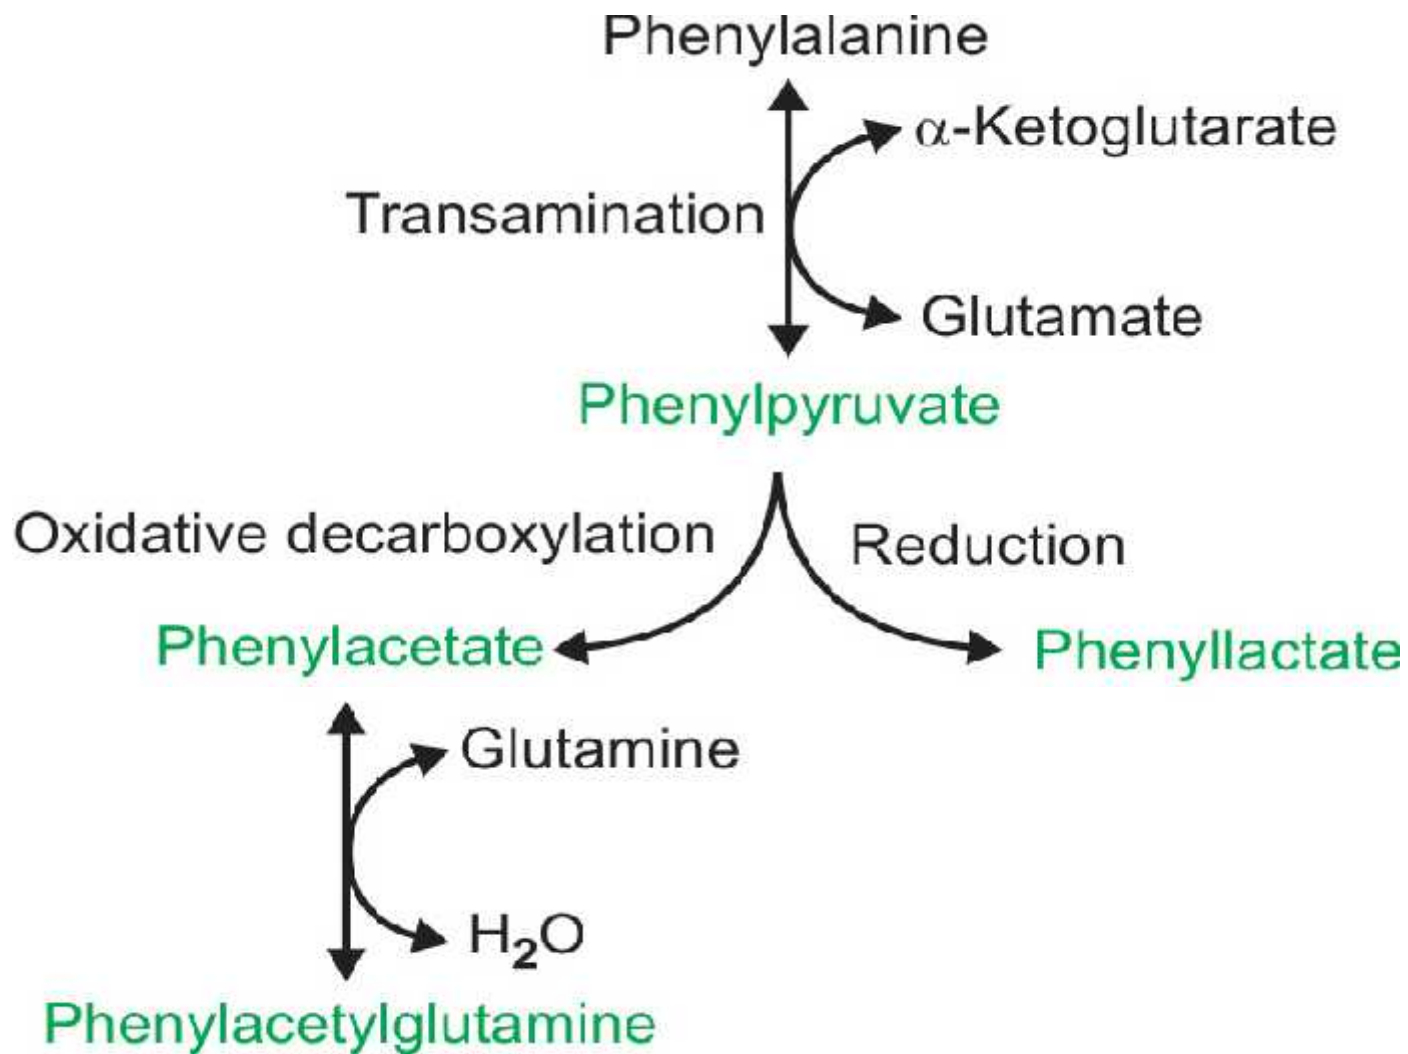 Phenylalanine
α-Ketoglutarate
Transamination
Glutamate
Phenylpyruvate
Oxidative decarboxylation
Reduction
Phenylacetate
Phenyllactate
Glutamine
H₂O
Phenylacetylglutamine